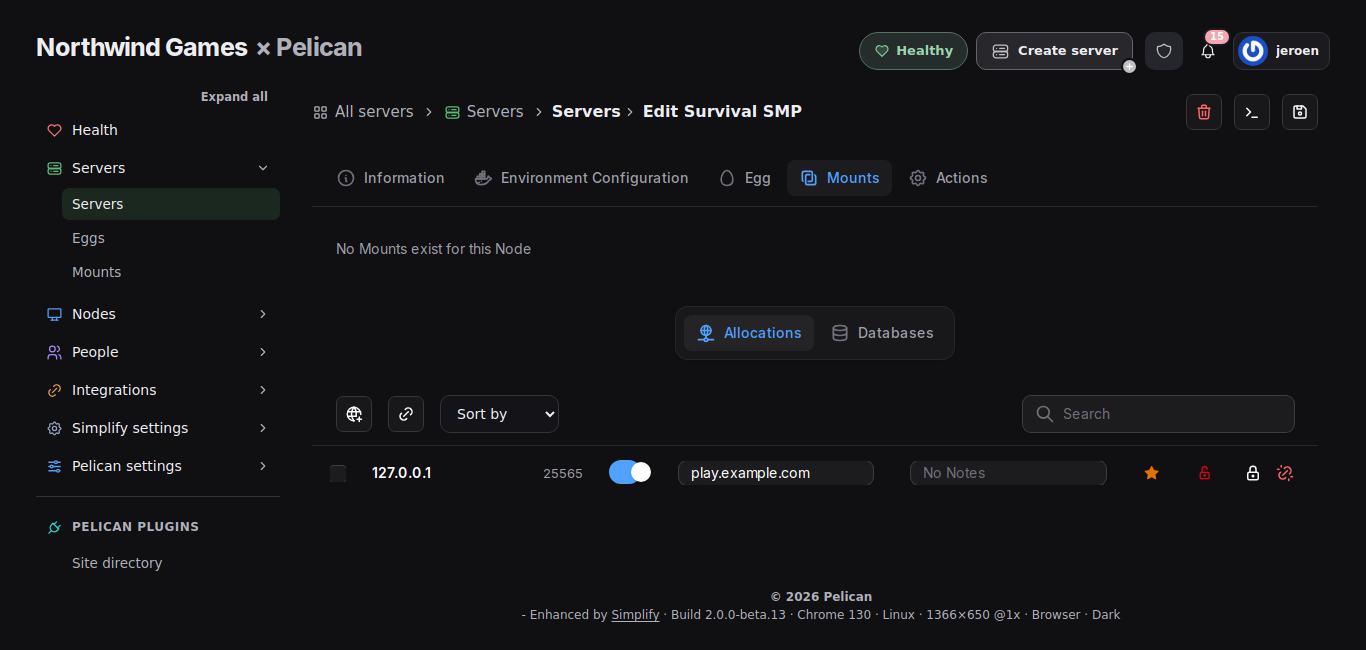 Northwind Games × Pelican
Healthy
Create server
15
jeroen
Expand all
Health
Servers
Servers
Eggs
Mounts
Nodes
People
Integrations
Simplify settings
Pelican settings
PELICAN PLUGINS
Site directory
All servers > Servers > Servers > Edit Survival SMP
Information
Environment Configuration
Egg
Mounts
Actions
No Mounts exist for this Node
Allocations
Databases
Sort by
Search
127.0.0.1
25565
play.example.com
No Notes
© 2026 Pelican
- Enhanced by Simplify · Build 2.0.0-beta.13 · Chrome 130 · Linux · 1366×650 @1x · Browser · Dark